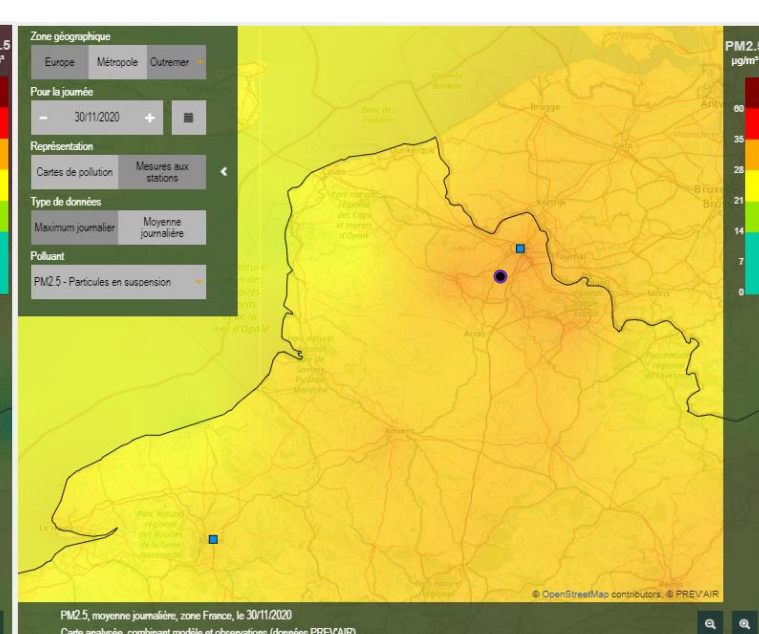 .5
Zone géographique
Europe
Métropole
Outremer
Pour la journée
30/11/2020
Représentation
Cartes de pollution
Mesures aux
stations
Type de données
Maximum journalier
Moyenne
journalière
Polluant
PM2.5 - Particules en suspension
Brugge
Dunkerque
Calais
Kortrijk
Tournai
Mons
Arras
Amiens
PM2.5
µg/m³
60
35
28
21
14
7
0
© OpenStreetMap contributors, © PREV'AIR
PM2.5, moyenne journalière, zone France, le 30/11/2020
Carte analysée, combinant modèle et observations (données PREV'AIR)